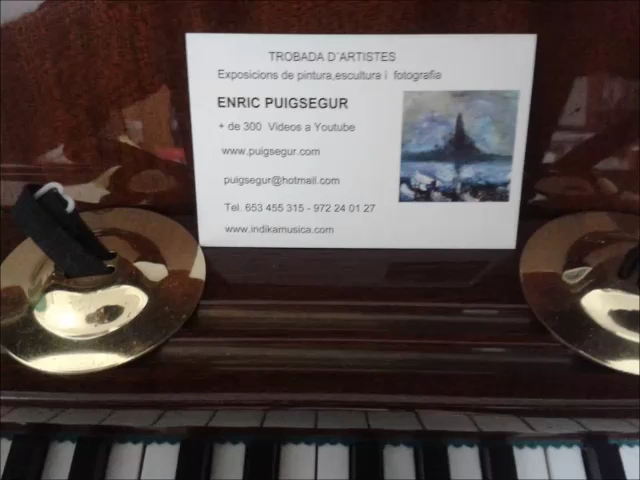 TROBADA D´ARTISTES
Exposicions de pintura,escultura i fotografia
ENRIC PUIGSEGUR
+ de 300 Videos a Youtube
www.puigsegur.com
puigsegur@hotmail.com
Tel. 653 455 315 - 972 24 01 27
www.indikamusica.com